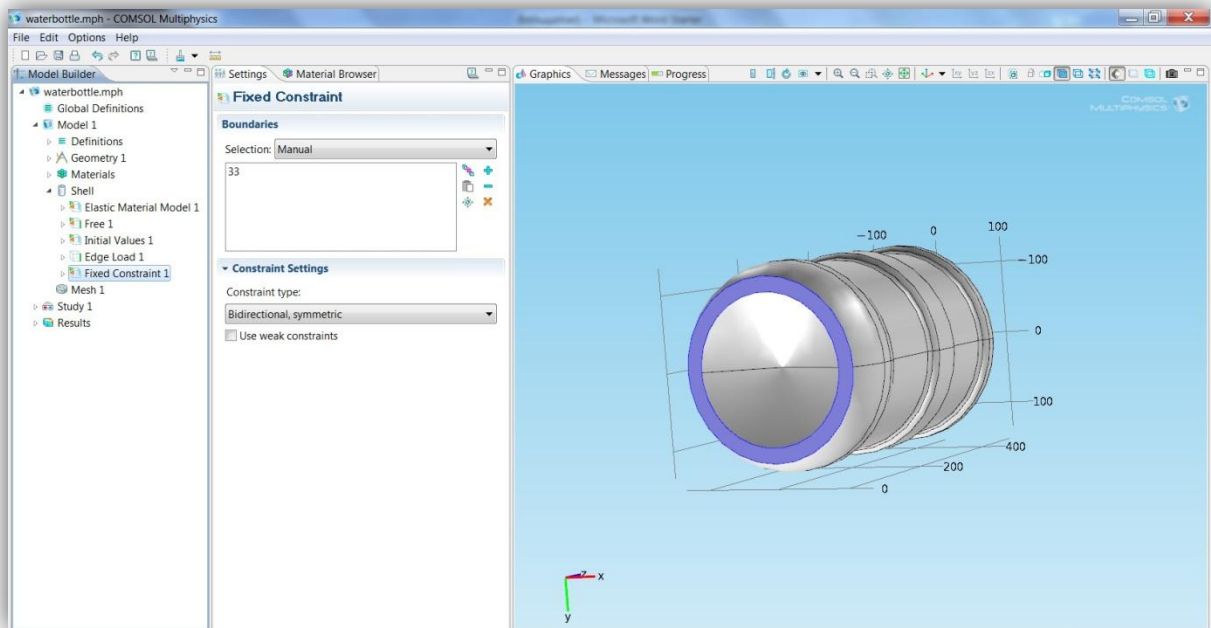 waterbottle.mph - COMSOL Multiphysics
File Edit Options Help
Model Builder
waterbottle.mph
Global Definitions
Model 1
Definitions
Geometry 1
Materials
Shell
Elastic Material Model 1
Free 1
Initial Values 1
Edge Load 1
Fixed Constraint 1
Mesh 1
Study 1
Results
Settings Material Browser
Fixed Constraint
Boundaries
Selection: Manual
33
Constraint Settings
Constraint type:
Bidirectional, symmetric
Use weak constraints
Graphics Messages Progress
COMSOL
MULTIPHYSICS
−100 0 100
−100
0
100
400
200
0
z x
y